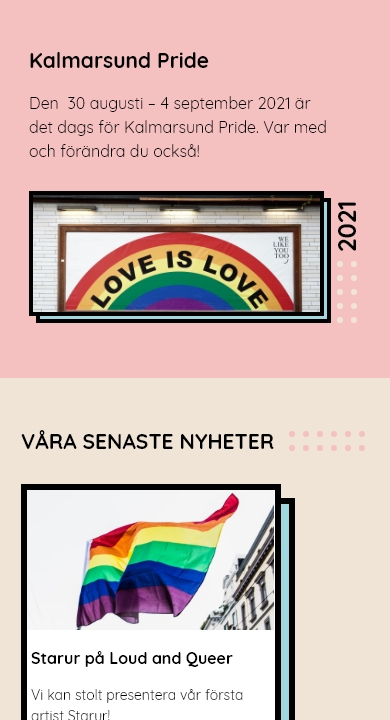 Kalmarsund Pride
Den  30 augusti – 4 september 2021 är
det dags för Kalmarsund Pride. Var med
och förändra du också!
LOVE IS LOVE
WE
LIKE
YOU
TOO
2021
VÅRA SENASTE NYHETER
Starur på Loud and Queer
Vi kan stolt presentera vår första
artist Starur!